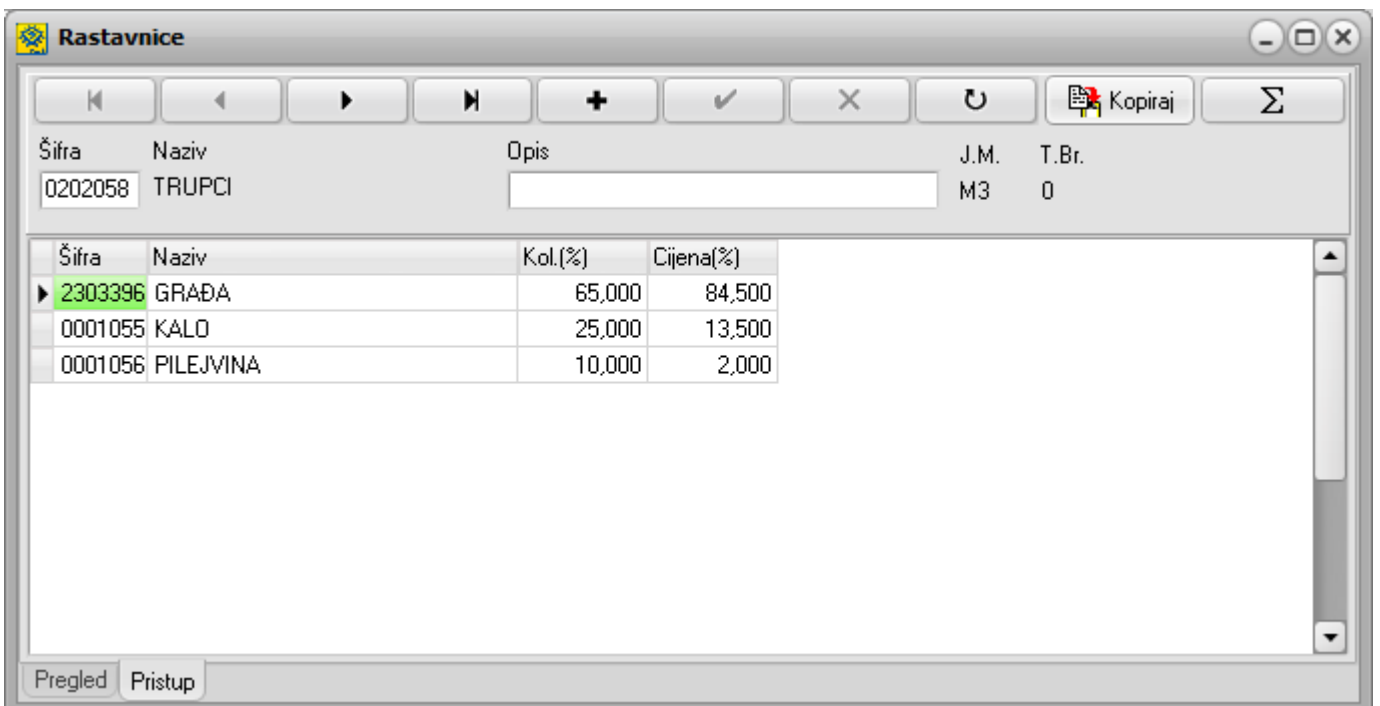 Rastavnice
Kopiraj Σ
Šifra Naziv Opis J.M. T.Br.
0202058 TRUPCI M3 0
Šifra Naziv Kol.(%) Cijena(%)
2303396 GRAĐA 65,000 84,500
0001055 KALO 25,000 13,500
0001056 PILEJVINA 10,000 2,000
Pregled Pristup